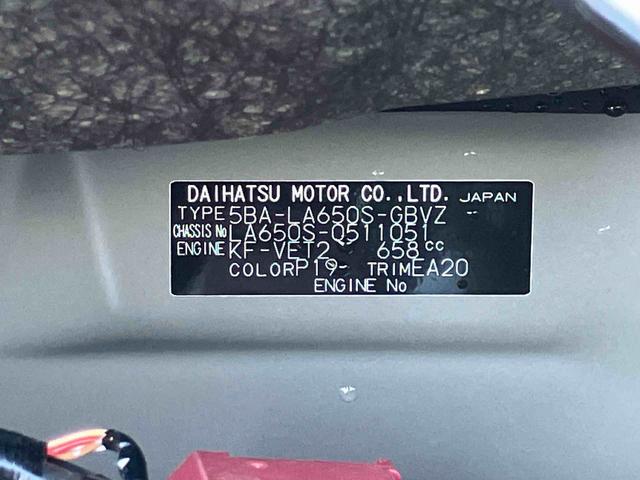 DAIHATSU MOTOR CO.,LTD. JAPAN
TYPE 5BA-LA650S-GBVZ
CHASSIS No LA650S-0511051
ENGINE KF-VET2 658cc
COLOR P19- TRIM EA20
ENGINE No